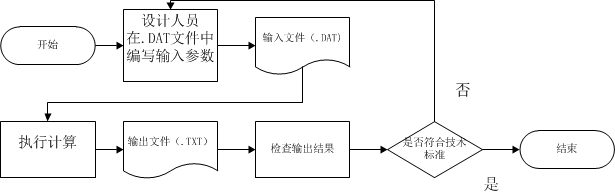 开始
设计人员
在.DAT文件中
编写输入参数
输入文件（.DAT）
否
执行计算
输出文件（.TXT）
检查输出结果
是否符合技术
标准
结束
是